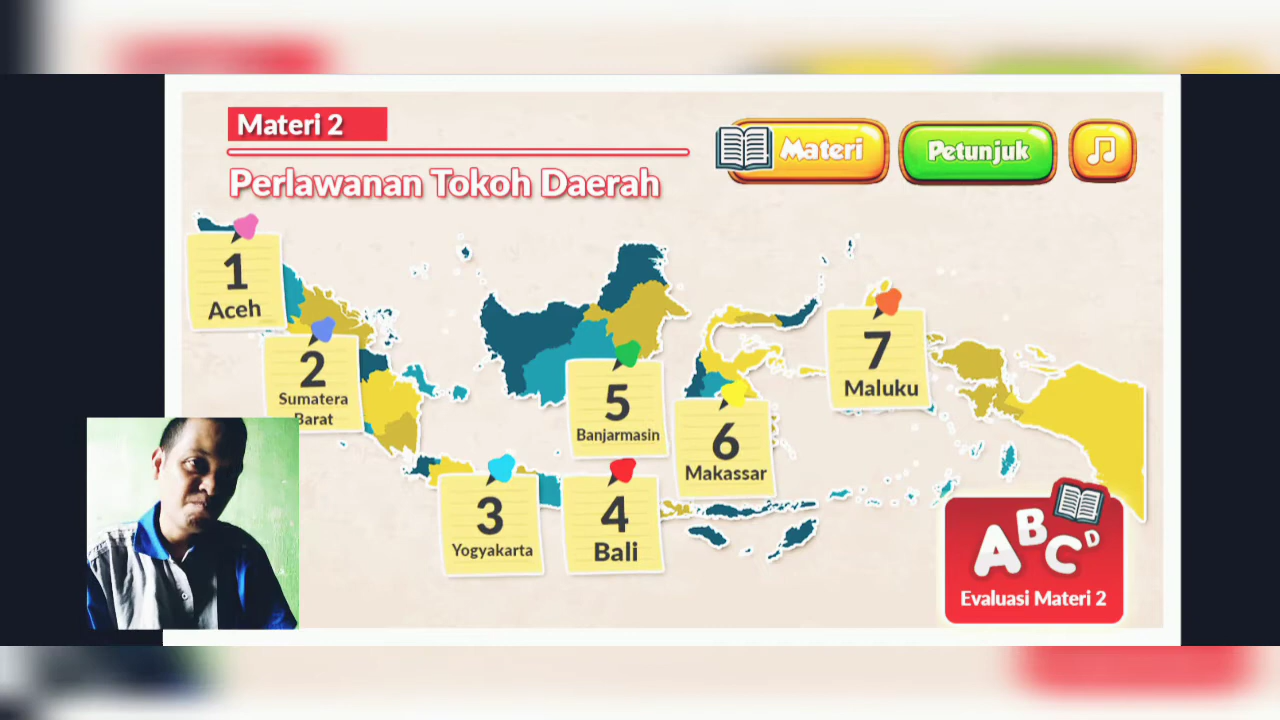 Materi 2
Perlawanan Tokoh Daerah
Materi
Petunjuk
1
Aceh
2
Sumatera
Barat
3
Yogyakarta
4
Bali
5
Banjarmasin
6
Makassar
7
Maluku
ABCD
Evaluasi Materi 2